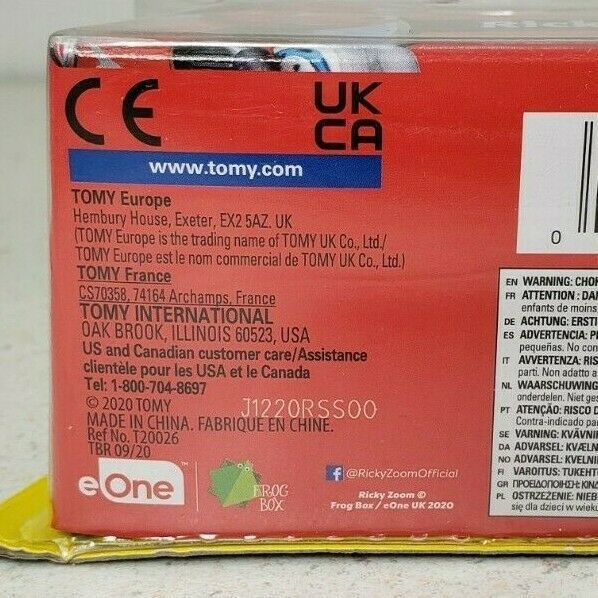 Ricky
CE
UK
CA
www.tomy.com
TOMY Europe
Hembury House, Exeter, EX2 5AZ. UK
(TOMY Europe is the trading name of TOMY UK Co., Ltd./
TOMY Europe est le nom commercial de TOMY UK Co., Ltd.)
TOMY France
CS70358, 74164 Archamps, France
TOMY INTERNATIONAL
OAK BROOK, ILLINOIS 60523, USA
US and Canadian customer care/Assistance
clientèle pour les USA et le Canada
Tel: 1-800-704-8697
© 2020 TOMY
J1220RSS00
MADE IN CHINA. FABRIQUE EN CHINE.
Ref No. T20026
TBR 09/20
eOne
FROG
BOX
f @RickyZoomOfficial
Ricky Zoom ©
Frog Box / eOne UK 2020
0
EN WARNING: CHOK
FR ATTENTION : DAN
enfants de moins
DE ACHTUNG: ERSTI
ES ADVERTENCIA: P
pequeñas. No con
IT AVVERTENZA: RIS
parti. Non adatto a
NL WAARSCHUWING
onderdelen. Niet ges
PT ATENÇÃO: RISCO D
Contra-indicado par
SE VARNING: KVÄVN
DA ADVARSEL: KVÆLN
NO ADVARSEL: KVELNI
FI VAROITUS: TUKEHT
GR ΠΡΟΕΙΔΟΠΟΙΗΣΗ: ΚΙΝΔ
PL OSTRZEŻENIE: NIEB
się dla dzieci w wieku